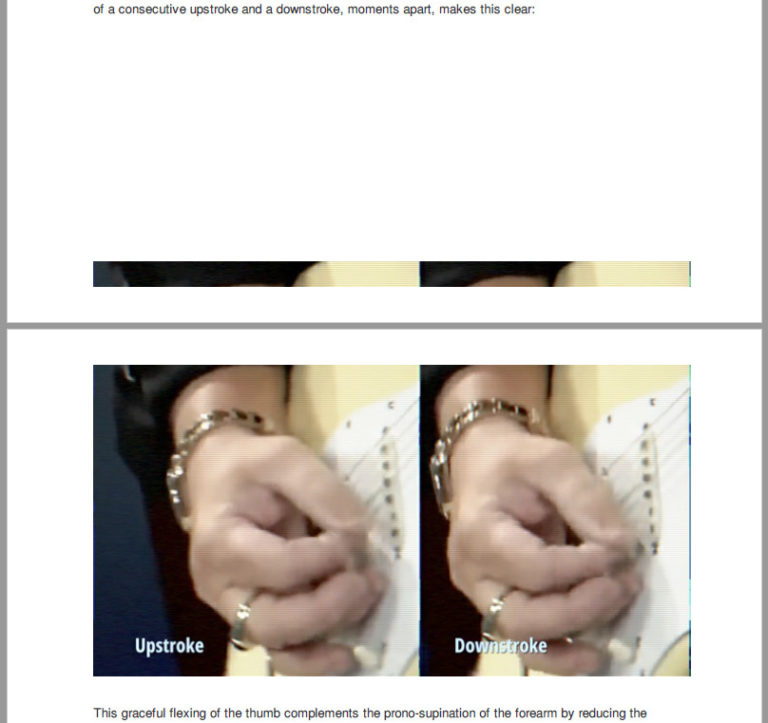 of a consecutive upstroke and a downstroke, moments apart, makes this clear:
Upstroke
Downstroke
This graceful flexing of the thumb complements the prono-supination of the forearm by reducing the